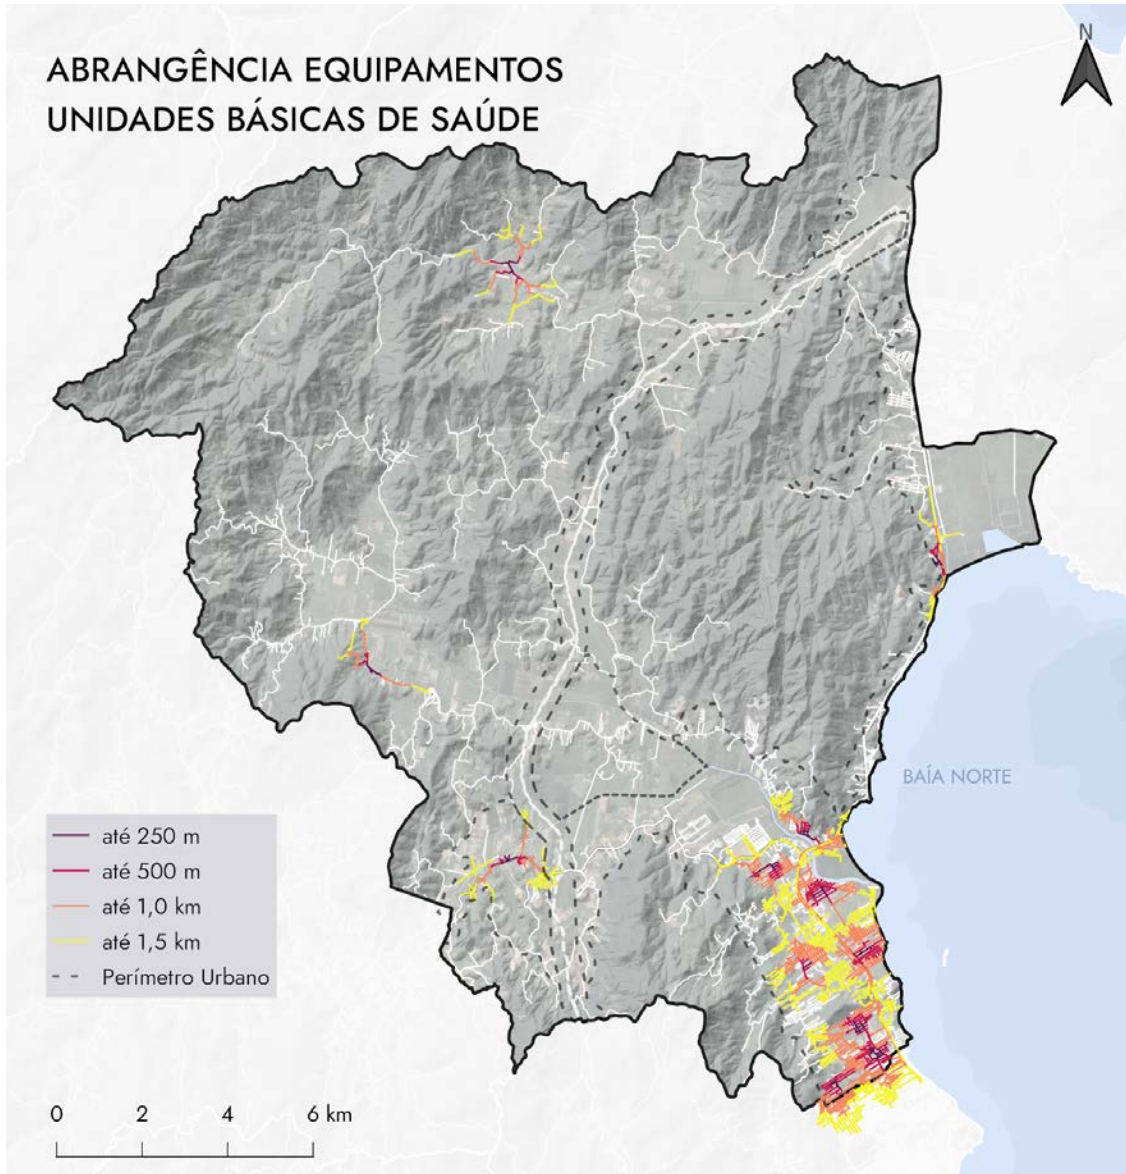 ABRANGÊNCIA EQUIPAMENTOS
UNIDADES BÁSICAS DE SAÚDE
N
BAÍA NORTE
até 250 m
até 500 m
até 1,0 km
até 1,5 km
Perímetro Urbano
0 2 4 6 km